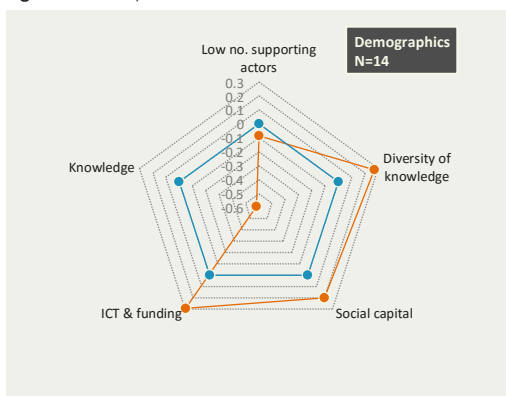 Low no. supporting
actors
Demographics
N=14
0.3
0.2
0.1
0
-0.1
-0.2
-0.3
-0.4
-0.5
-0.6
Knowledge
Diversity of
knowledge
ICT & funding
Social capital